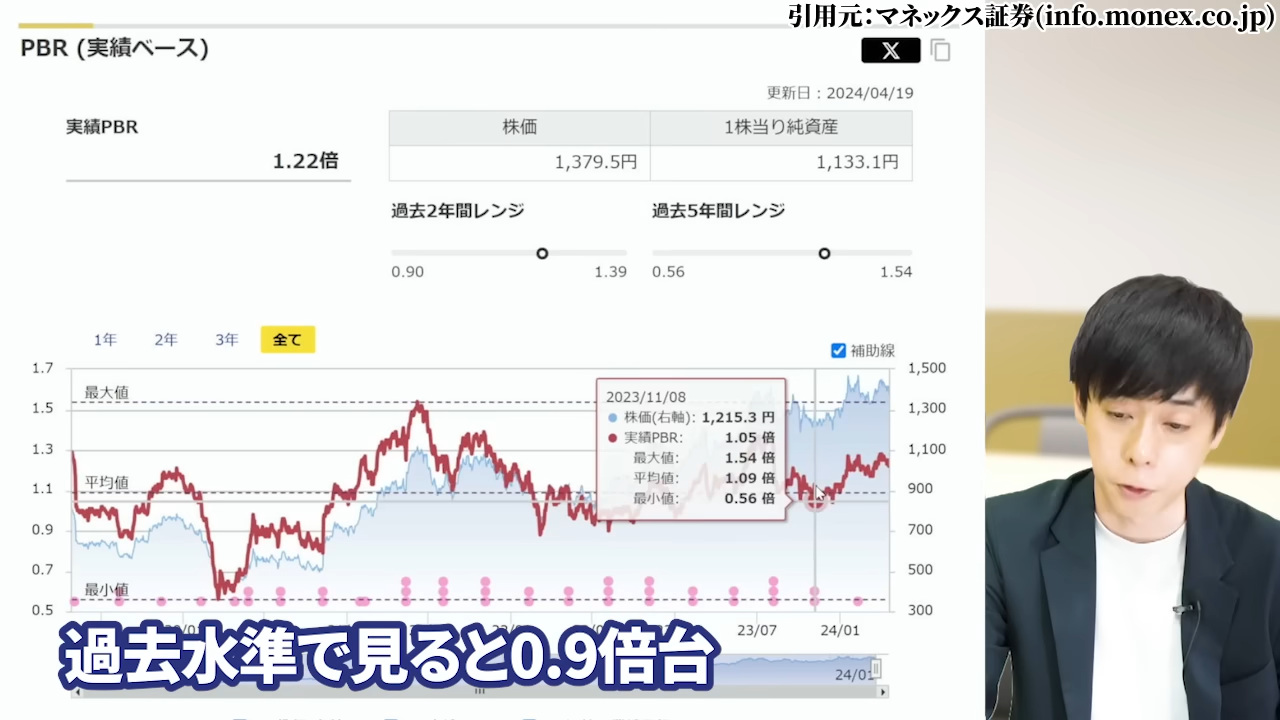 引用元：マネックス証券(info.monex.co.jp)
PBR (実績ベース)
X
更新日：2024/04/19
実績PBR
1.22倍
株価
1株当り純資産
1,379.5円
1,133.1円
過去2年間レンジ
過去5年間レンジ
0.90
1.39
0.56
1.54
1年
2年
3年
全て
補助線
1.7
1.5
1.3
1.1
0.9
0.7
0.5
最大値
平均値
最小値
2023/11/08
株価(右軸): 1,215.3 円
実績PBR: 1.05 倍
最大値: 1.54 倍
平均値: 1.09 倍
最小値: 0.56 倍
1,500
1,300
1,100
900
700
500
300
23/07
24/01
過去水準で見ると0.9倍台
24/01